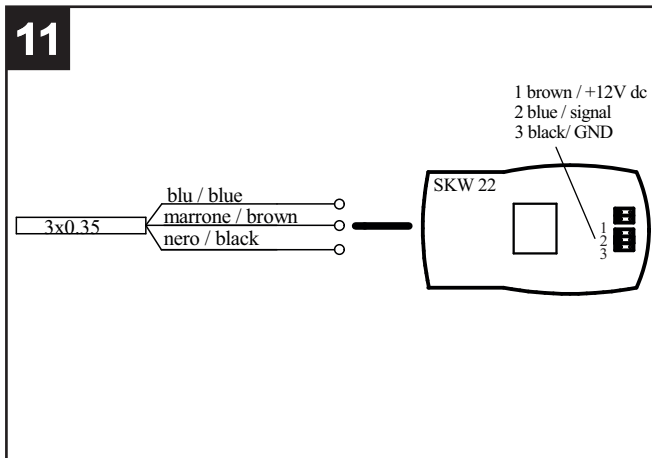 11
1 brown / +12V dc
2 blue / signal
3 black/ GND
blu / blue
marrone / brown
nero / black
3x0.35
SKW 22
1
2
3